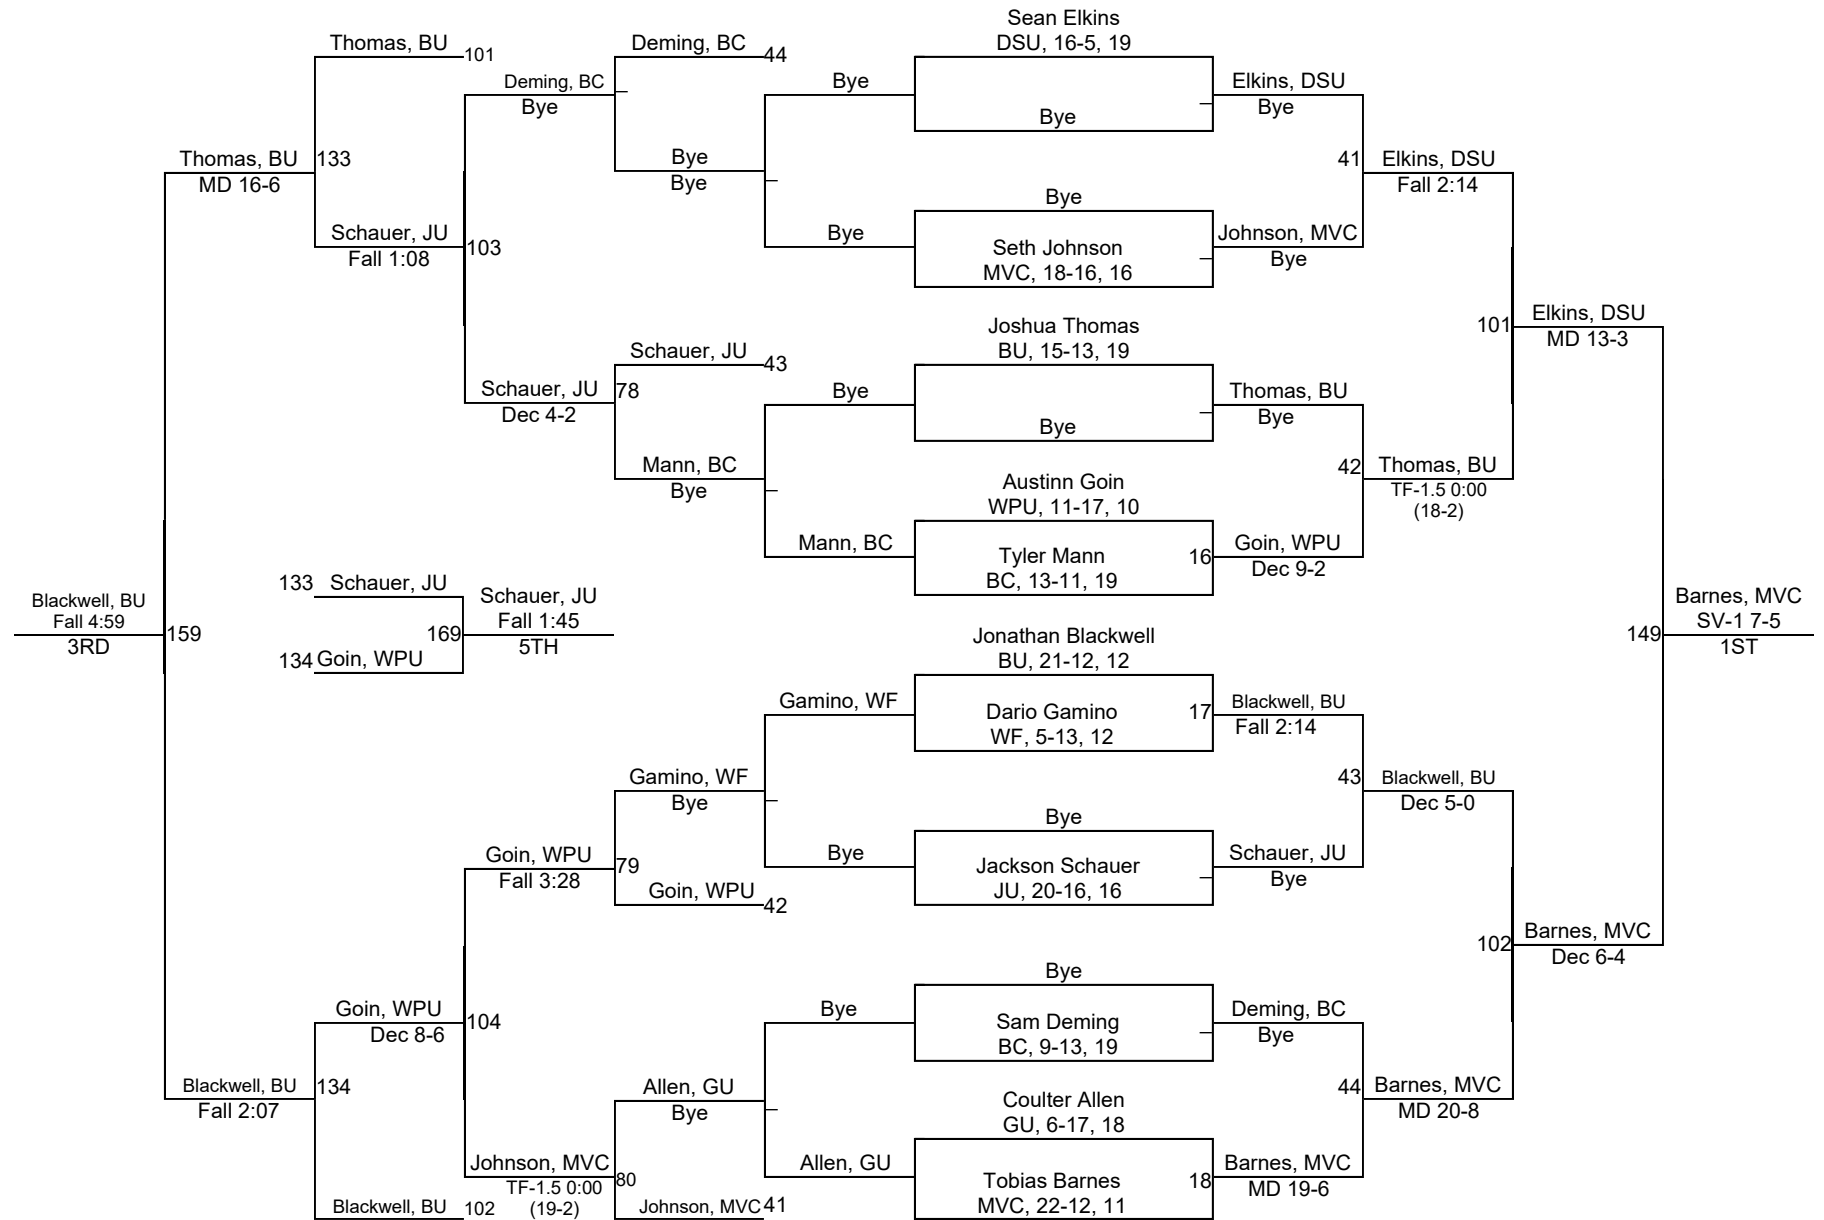 Sean Elkins
DSU, 16-5, 19
Thomas, BU
101
Deming, BC
44
Deming, BC
Bye
Bye
Elkins, DSU
Bye
Bye
Thomas, BU
133
MD 16-6
Bye
Bye
41
Elkins, DSU
Fall 2:14
Bye
Schauer, JU
103
Fall 1:08
Bye
Seth Johnson
MVC, 18-16, 16
Johnson, MVC
Bye
Joshua Thomas
BU, 15-13, 19
101
Elkins, DSU
MD 13-3
Schauer, JU
43
Schauer, JU
78
Dec 4-2
Bye
Thomas, BU
Bye
Bye
Mann, BC
Bye
42
Thomas, BU
TF-1.5 0:00
(18-2)
Austinn Goin
WPU, 11-17, 10
Mann, BC
Tyler Mann
BC, 13-11, 19
16
Goin, WPU
Dec 9-2
133
Schauer, JU
Schauer, JU
Fall 1:45
5TH
169
134
Goin, WPU
Blackwell, BU
Fall 4:59
3RD
159
Barnes, MVC
SV-1 7-5
1ST
149
Jonathan Blackwell
BU, 21-12, 12
Gamino, WF
Dario Gamino
WF, 5-13, 12
17
Blackwell, BU
Fall 2:14
Gamino, WF
Bye
43
Blackwell, BU
Dec 5-0
Bye
Goin, WPU
79
Fall 3:28
Bye
Jackson Schauer
JU, 20-16, 16
Schauer, JU
Bye
Goin, WPU
42
102
Barnes, MVC
Dec 6-4
Bye
Goin, WPU
104
Dec 8-6
Bye
Sam Deming
BC, 9-13, 19
Deming, BC
Bye
Blackwell, BU
134
Fall 2:07
Allen, GU
Bye
44
Barnes, MVC
MD 20-8
Coulter Allen
GU, 6-17, 18
Johnson, MVC
80
TF-1.5 0:00
(19-2)
Allen, GU
Tobias Barnes
MVC, 22-12, 11
18
Barnes, MVC
MD 19-6
Blackwell, BU
102
Johnson, MVC
41